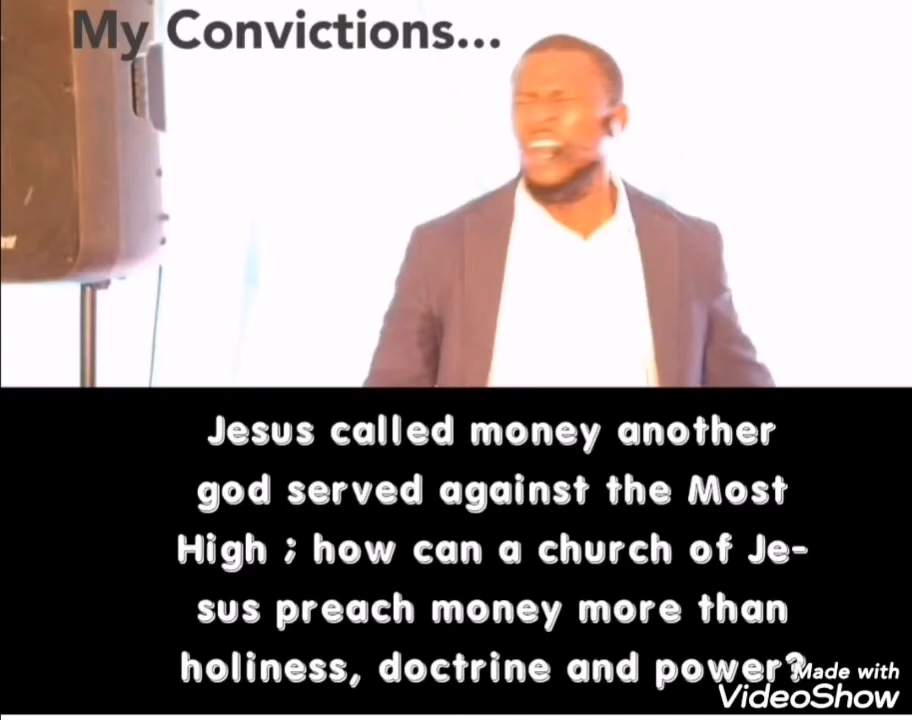 My Convictions...
Jesus called money another
god served against the Most
High ; how can a church of Je-
sus preach money more than
holiness, doctrine and power?
Made with
VideoShow